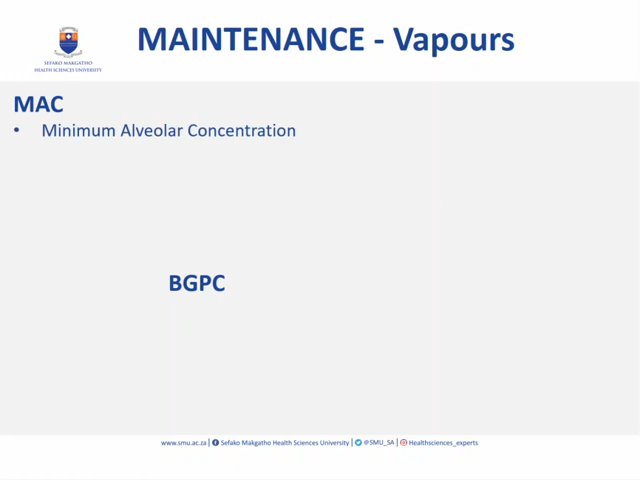 MAINTENANCE - Vapours
SEFAKO MAKGATHO
HEALTH SCIENCES UNIVERSITY
MAC
• Minimum Alveolar Concentration
BGPC
www.smu.ac.za | Sefako Makgatho Health Sciences University | @SMU_SA | Healthsciences_experts